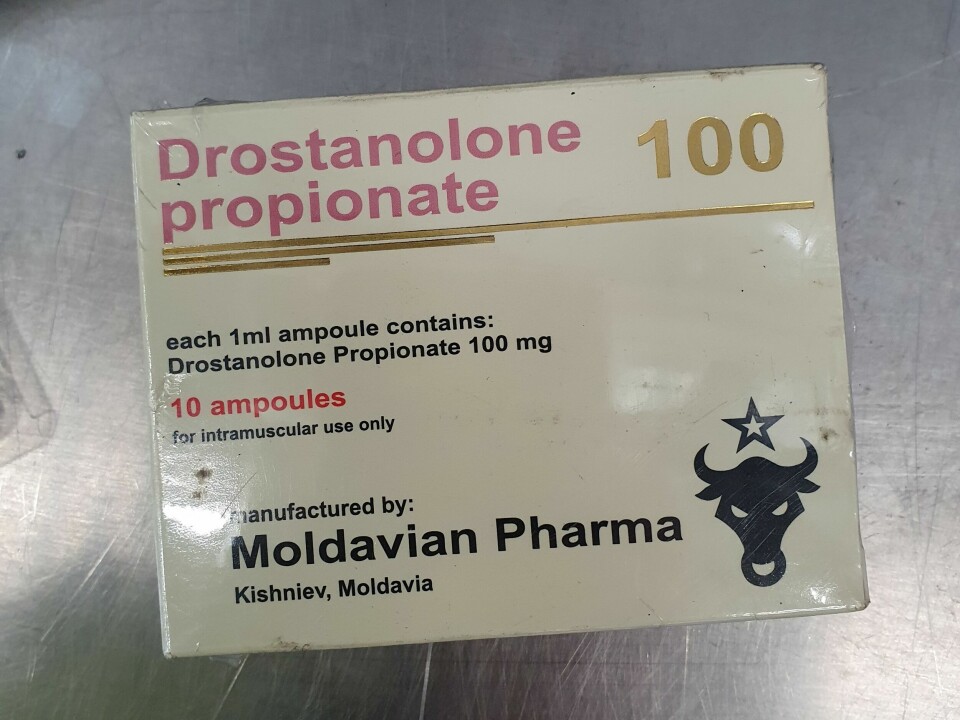 Drostanolone
propionate
100
each 1ml ampoule contains:
Drostanolone Propionate 100 mg
10 ampoules
for intramuscular use only
manufactured by:
Moldavian Pharma
Kishniev, Moldavia